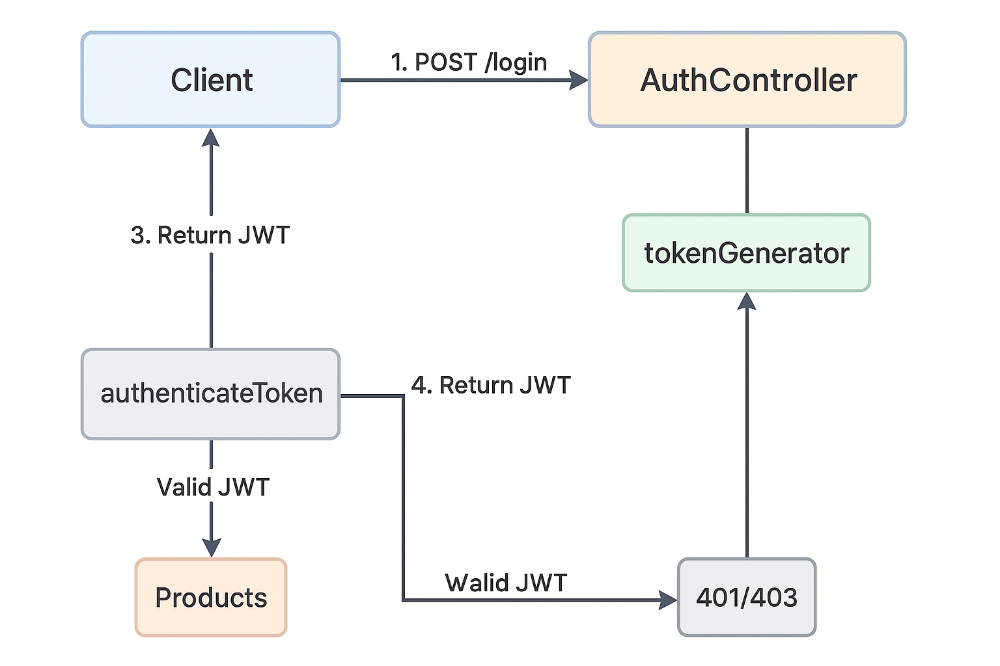 Client
1. POST /login
AuthController
3. Return JWT
tokenGenerator
authenticateToken
4. Return JWT
Valid JWT
Walid JWT
Products
401/403